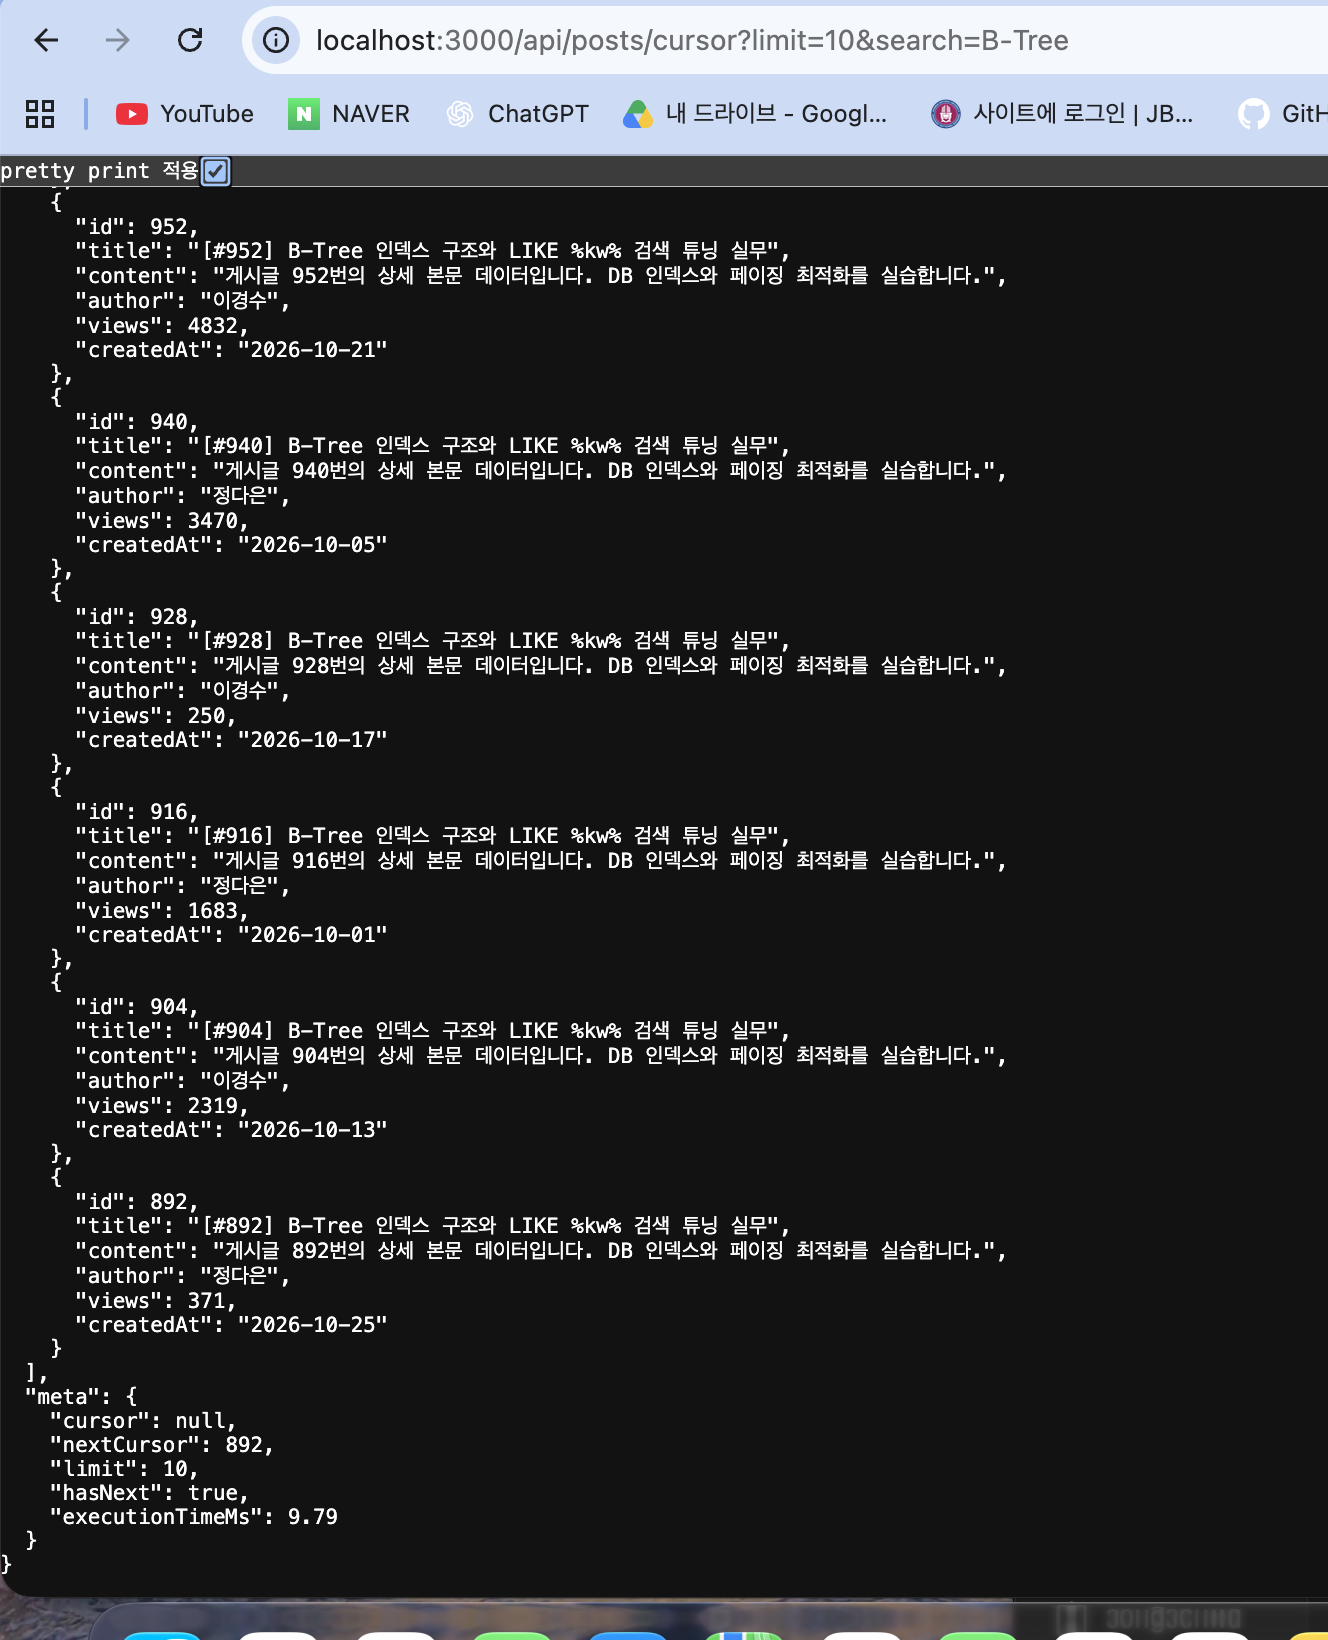 localhost:3000/api/posts/cursor?limit=10&search=B-Tree
YouTube NAVER ChatGPT 내 드라이브 - Googl... 사이트에 로그인 | JB... GitH
pretty print 적용
{
"id": 952,
"title": "[#952] B-Tree 인덱스 구조와 LIKE %kw% 검색 튜닝 실무",
"content": "게시글 952번의 상세 본문 데이터입니다. DB 인덱스와 페이징 최적화를 실습합니다.",
"author": "이경수",
"views": 4832,
"createdAt": "2026-10-21"
},
{
"id": 940,
"title": "[#940] B-Tree 인덱스 구조와 LIKE %kw% 검색 튜닝 실무",
"content": "게시글 940번의 상세 본문 데이터입니다. DB 인덱스와 페이징 최적화를 실습합니다.",
"author": "정다은",
"views": 3470,
"createdAt": "2026-10-05"
},
{
"id": 928,
"title": "[#928] B-Tree 인덱스 구조와 LIKE %kw% 검색 튜닝 실무",
"content": "게시글 928번의 상세 본문 데이터입니다. DB 인덱스와 페이징 최적화를 실습합니다.",
"author": "이경수",
"views": 250,
"createdAt": "2026-10-17"
},
{
"id": 916,
"title": "[#916] B-Tree 인덱스 구조와 LIKE %kw% 검색 튜닝 실무",
"content": "게시글 916번의 상세 본문 데이터입니다. DB 인덱스와 페이징 최적화를 실습합니다.",
"author": "정다은",
"views": 1683,
"createdAt": "2026-10-01"
},
{
"id": 904,
"title": "[#904] B-Tree 인덱스 구조와 LIKE %kw% 검색 튜닝 실무",
"content": "게시글 904번의 상세 본문 데이터입니다. DB 인덱스와 페이징 최적화를 실습합니다.",
"author": "이경수",
"views": 2319,
"createdAt": "2026-10-13"
},
{
"id": 892,
"title": "[#892] B-Tree 인덱스 구조와 LIKE %kw% 검색 튜닝 실무",
"content": "게시글 892번의 상세 본문 데이터입니다. DB 인덱스와 페이징 최적화를 실습합니다.",
"author": "정다은",
"views": 371,
"createdAt": "2026-10-25"
}
],
"meta": {
"cursor": null,
"nextCursor": 892,
"limit": 10,
"hasNext": true,
"executionTimeMs": 9.79
}
}